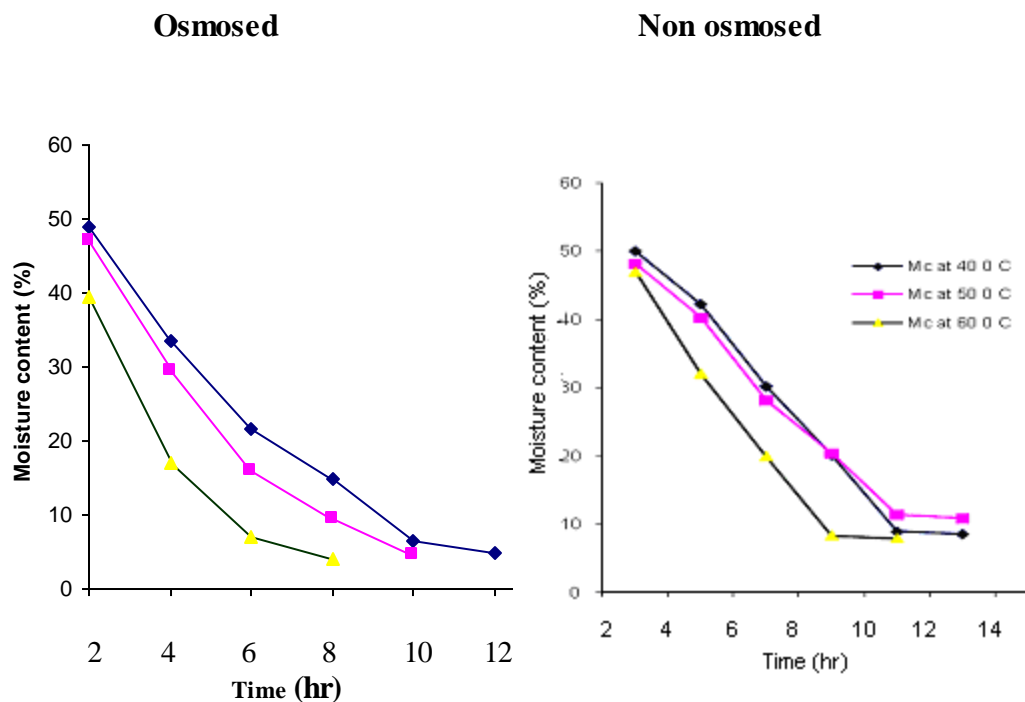 Osmosed
Non osmosed
60
50
40
30
20
10
0
Moisture content (%)
2 4 6 8 10 12
Time (hr)
60
50
40
30
20
10
0
Moisture content (%)
2 4 6 8 10 12 14
Time (hr)
Mc at 40 0 C
Mc at 50 0 C
Mc at 60 0 C